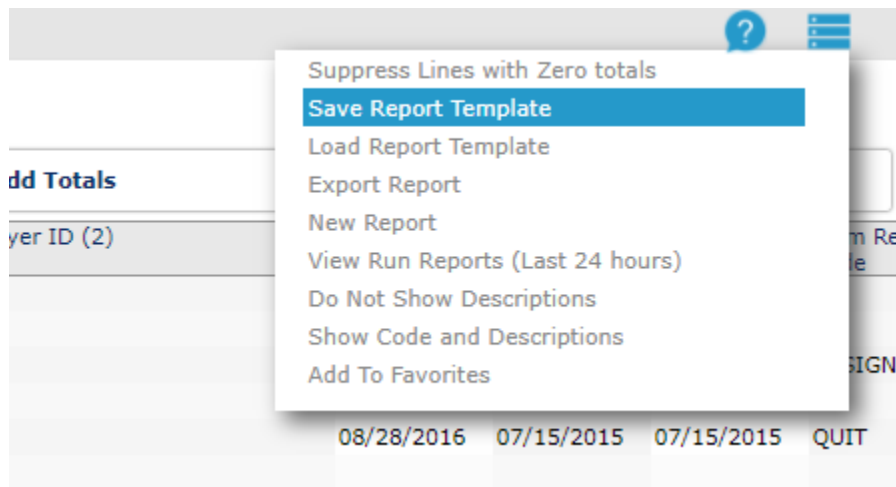 ?
Suppress Lines with Zero totals
Save Report Template
Load Report Template
dd Totals
Export Report
New Report
yer ID (2)
m Re
View Run Reports (Last 24 hours)
le
Do Not Show Descriptions
Show Code and Descriptions
SIGN
Add To Favorites
08/28/2016 07/15/2015 07/15/2015 QUIT